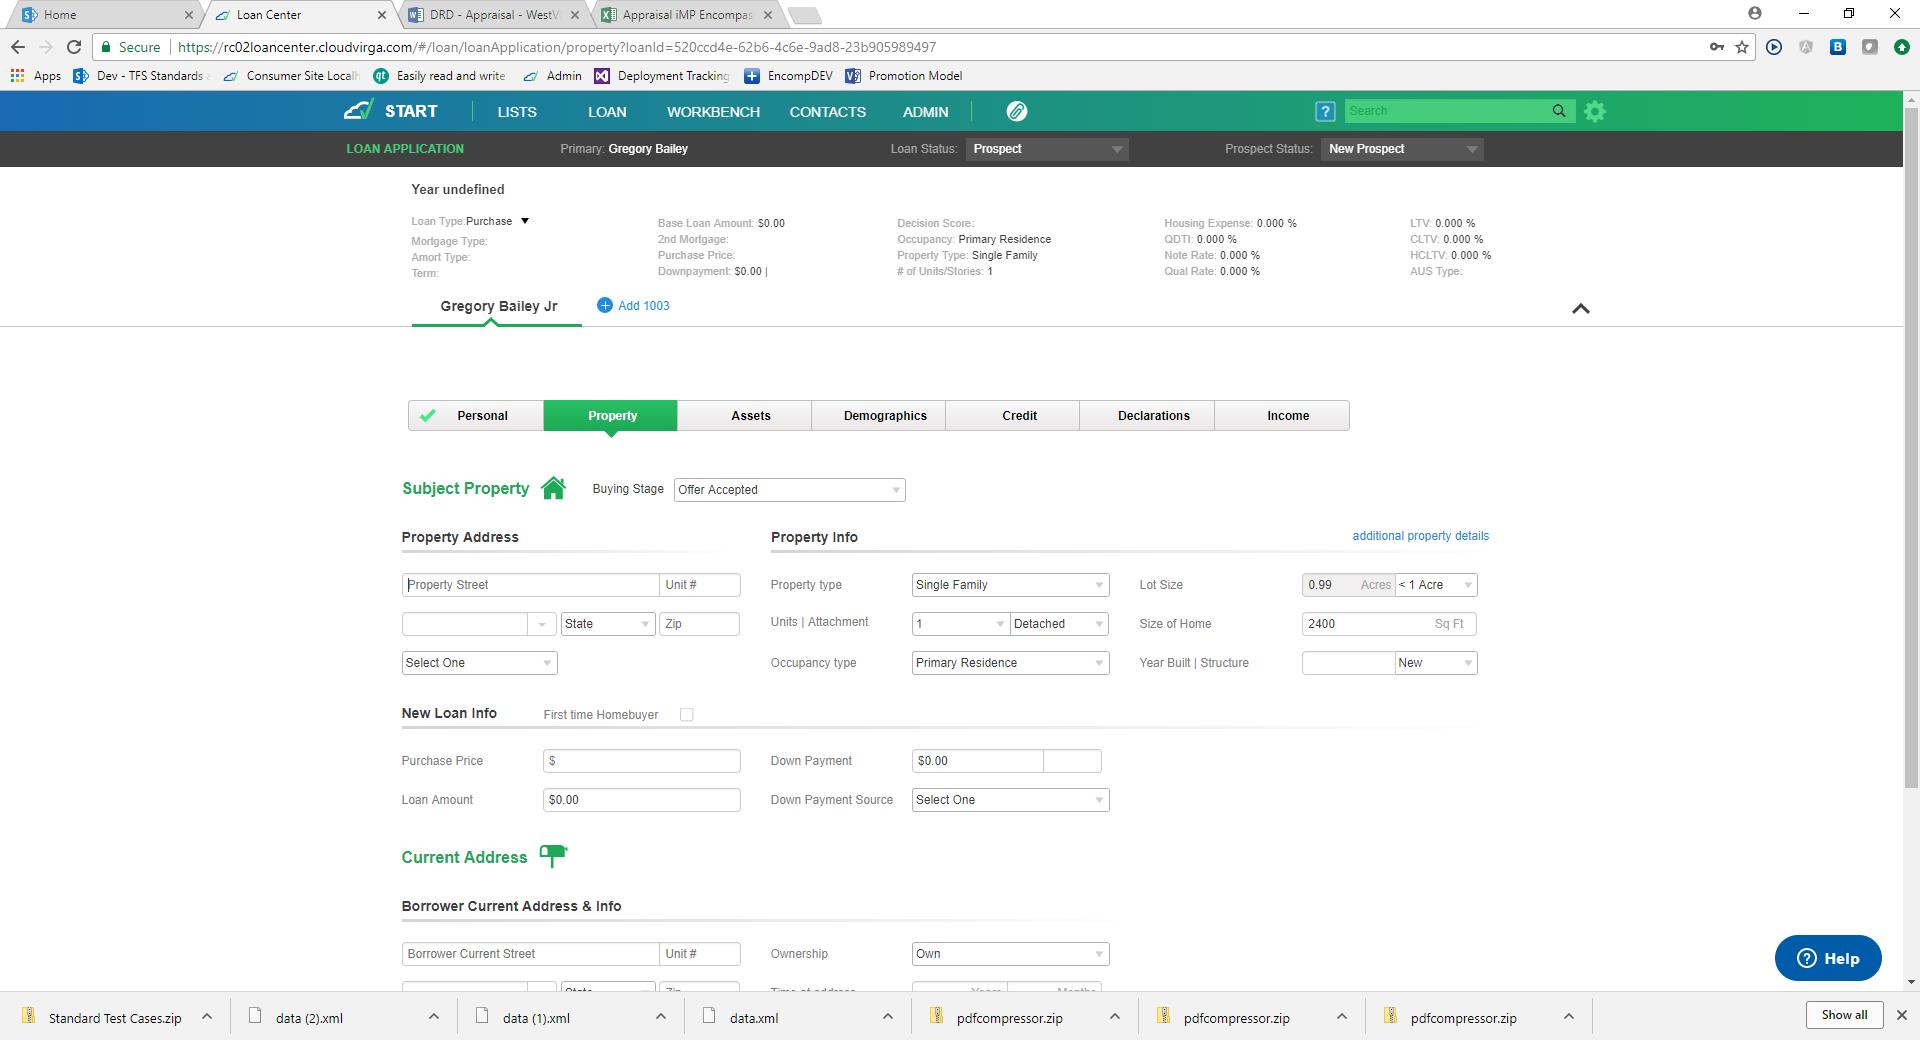 Home
Loan Center
DRD - Appraisal - WestV
Appraisal iMP Encompas
Secure https://rc02loancenter.cloudvirga.com/#/loan/loanApplication/property?loanId=520ccd4e-62b6-4c6e-9ad8-23b905989497
Apps Dev - TFS Standards Consumer Site Local Easily read and write Admin Deployment Tracking EncompDEV Promotion Model
START LISTS LOAN WORKBENCH CONTACTS ADMIN ? Search
LOAN APPLICATION Primary: Gregory Bailey Loan Status: Prospect Prospect Status: New Prospect
Year undefined
Loan Type:Purchase
Mortgage Type:
Amort Type:
Term:
Base Loan Amount: $0.00
2nd Mortgage:
Purchase Price:
Downpayment: $0.00 |
Decision Score:
Occupancy: Primary Residence
Property Type: Single Family
# of Units/Stories: 1
Housing Expense: 0.000 %
QDTI: 0.000 %
Note Rate: 0.000 %
Qual Rate: 0.000 %
LTV: 0.000 %
CLTV: 0.000 %
HCLTV: 0.000 %
AUS Type:
Gregory Bailey Jr Add 1003
Personal Property Assets Demographics Credit Declarations Income
Subject Property Buying Stage Offer Accepted
Property Address Property Info additional property details
Property Street Unit # Property type Single Family Lot Size 0.99 Acres < 1 Acre
State Zip Units | Attachment 1 Detached Size of Home 2400 Sq Ft
Select One Occupancy type Primary Residence Year Built | Structure New
New Loan Info First time Homebuyer
Purchase Price $ Down Payment $0.00
Loan Amount $0.00 Down Payment Source Select One
Current Address
Borrower Current Address & Info
Borrower Current Street Unit # Ownership Own
State Zip Time at address Years Months
? Help
Standard Test Cases.zip data (2).xml data (1).xml data.xml pdfcompressor.zip pdfcompressor.zip pdfcompressor.zip Show all